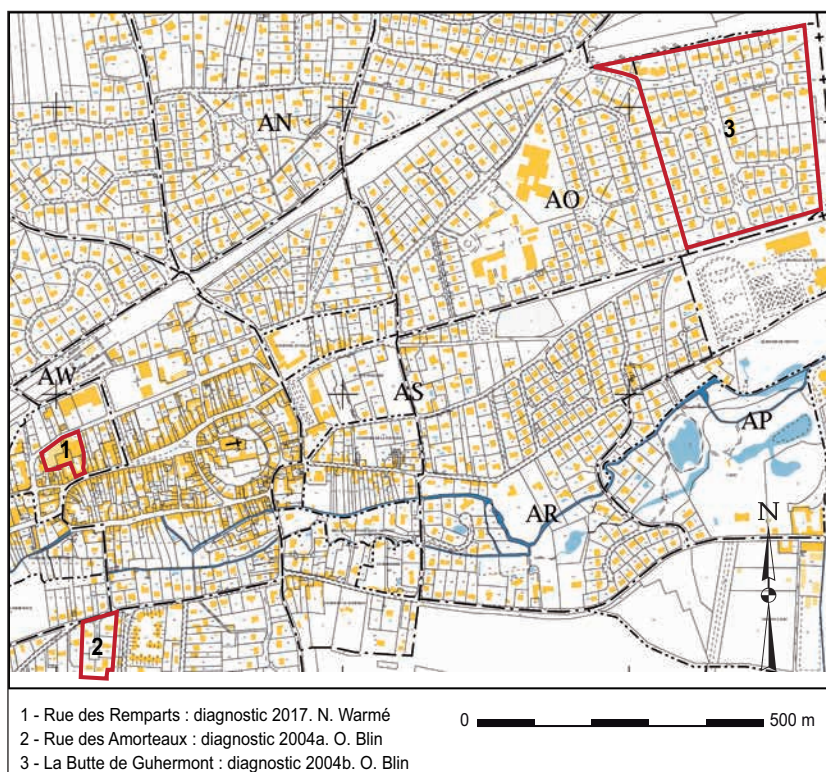 3
AN
AO
AW
AS
1
AP
AR
N
2
1 - Rue des Remparts : diagnostic 2017. N. Warmé
0 500 m
2 - Rue des Amorteaux : diagnostic 2004a. O. Blin
3 - La Butte de Guhermont : diagnostic 2004b. O. Blin